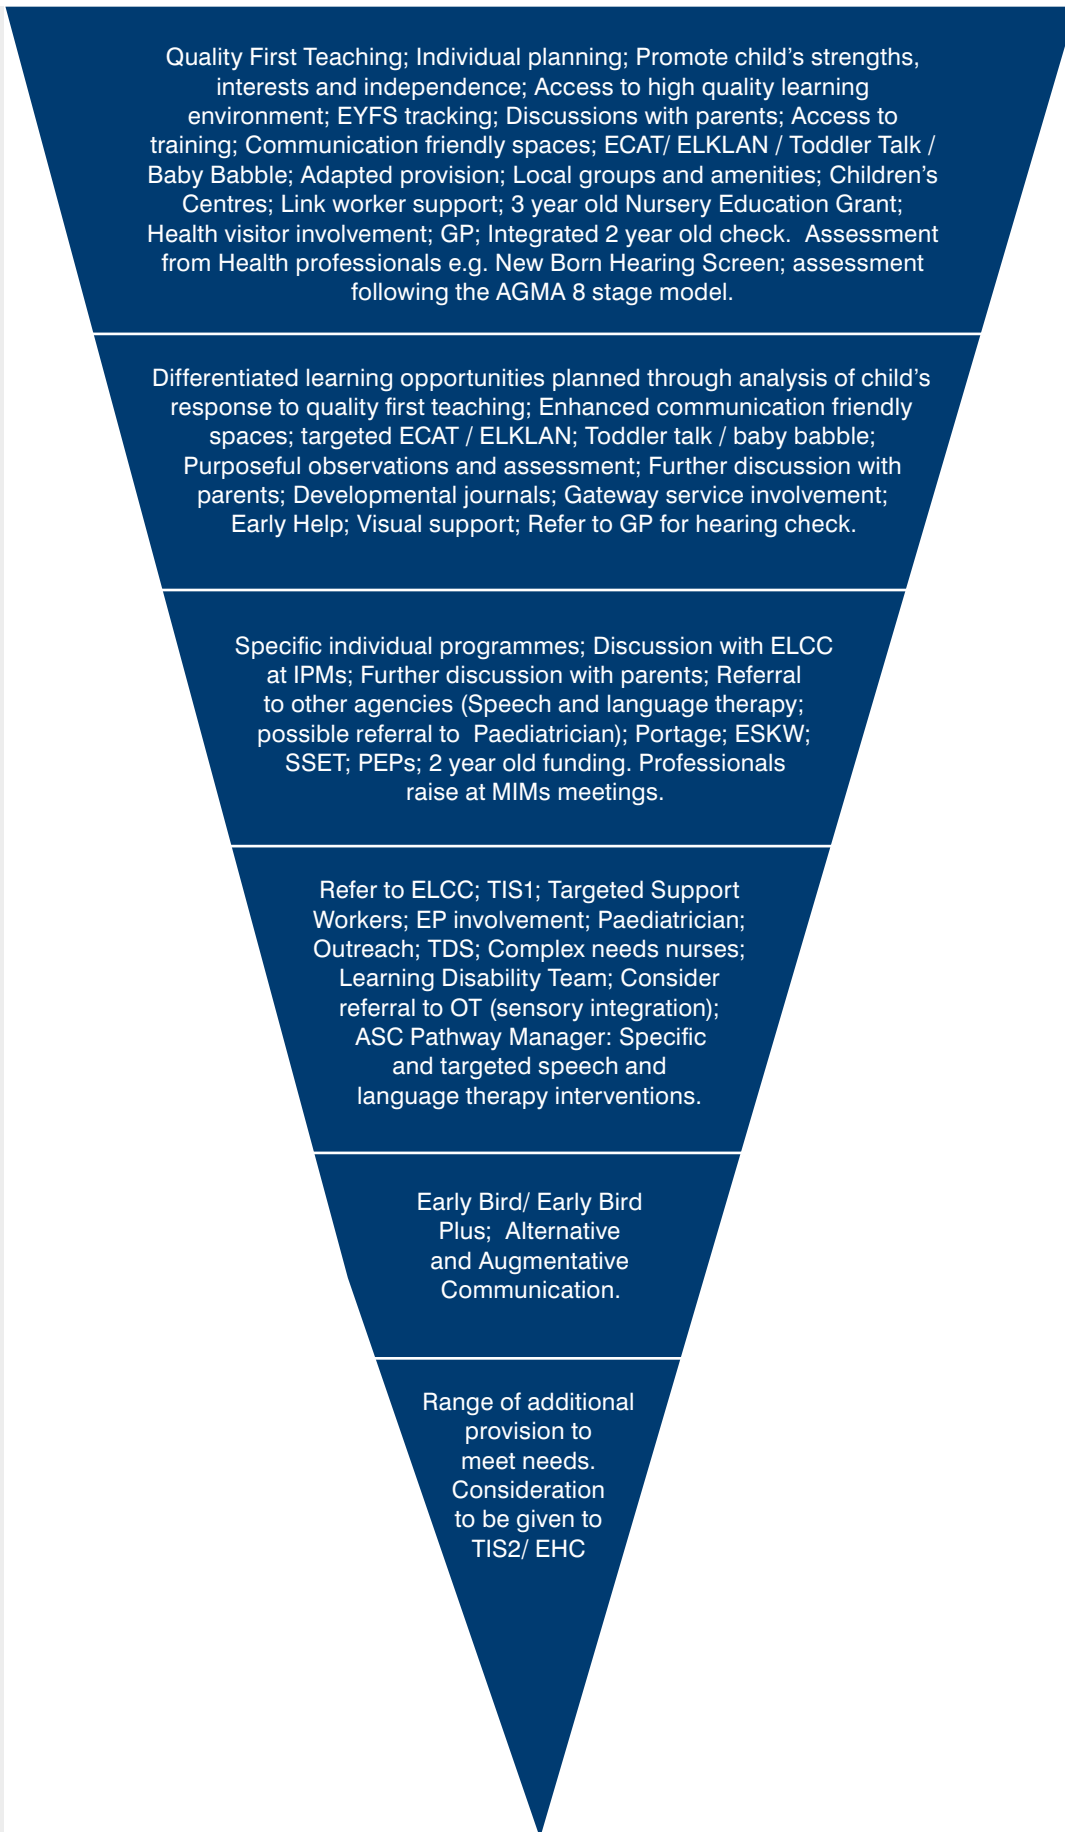 Quality First Teaching; Individual planning; Promote child’s strengths,
interests and independence; Access to high quality learning
environment; EYFS tracking; Discussions with parents; Access to
training; Communication friendly spaces; ECAT/ ELKLAN / Toddler Talk /
Baby Babble; Adapted provision; Local groups and amenities; Children’s
Centres; Link worker support; 3 year old Nursery Education Grant;
Health visitor involvement; GP; Integrated 2 year old check.  Assessment
from Health professionals e.g. New Born Hearing Screen; assessment
following the AGMA 8 stage model.
Differentiated learning opportunities planned through analysis of child’s
response to quality first teaching; Enhanced communication friendly
spaces; targeted ECAT / ELKLAN; Toddler talk / baby babble;
Purposeful observations and assessment; Further discussion with
parents; Developmental journals; Gateway service involvement;
Early Help; Visual support; Refer to GP for hearing check.
Specific individual programmes; Discussion with ELCC
at IPMs; Further discussion with parents; Referral
to other agencies (Speech and language therapy;
possible referral to  Paediatrician); Portage; ESKW;
SSET; PEPs; 2 year old funding. Professionals
raise at MIMs meetings.
Refer to ELCC; TIS1; Targeted Support
Workers; EP involvement; Paediatrician;
Outreach; TDS; Complex needs nurses;
Learning Disability Team; Consider
referral to OT (sensory integration);
ASC Pathway Manager: Specific
and targeted speech and
language therapy interventions.
Early Bird/ Early Bird
Plus;  Alternative
and Augmentative
Communication.
Range of additional
provision to
meet needs.
Consideration
to be given to
TIS2/ EHC